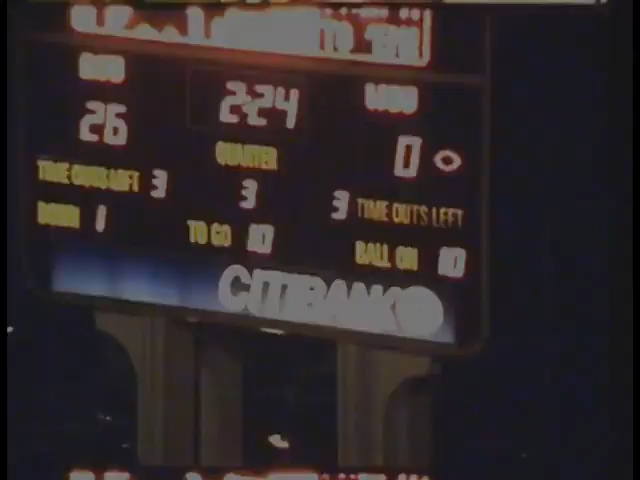 26 2:24 WSU
QUARTER 0
TIME OUTS LEFT 3 3 3 TIME OUTS LEFT
DOWN 1 TO GO 10 BALL ON 10
CITIBANK